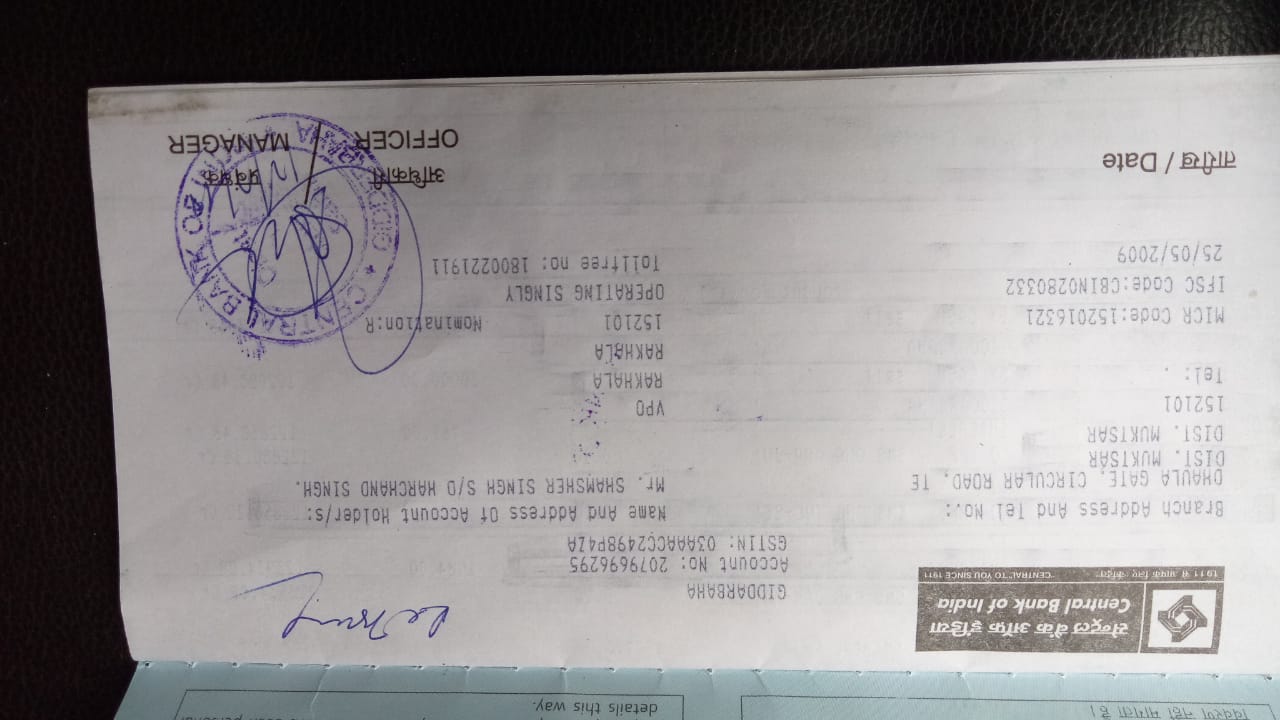 विवरण नहीं मांगता है।
details this way.
सेन्ट्रल बैंक ऑफ़ इंडिया
Central Bank of India
1911 से आपके लिए "केंद्रित"
"CENTRAL" TO YOU SINCE 1911
GIDDARBAHA
Account No: 2079696295
GSTIN: 03AAACC2498P4ZA
Branch Address And Tel No.:
DHAULA GATE, CIRCULAR ROAD, TE
DIST. MUKTSAR
DIST. MUKTSAR
152101
Tel: .
MICR Code:152016321
IFSC Code:CBIN0280332
25/05/2009
Name And Address Of Account Holder/s:
Mr. SHAMSHER SINGH S/O HARCHAND SINGH.
VPO
RAKHALA
RAKHALA
152101 Nomination:R
OPERATING SINGLY
Tollfree no: 1800221911
CENTRAL BANK OF
तारीख / Date
अधिकारी / प्रबंधक
OFFICER / MANAGER